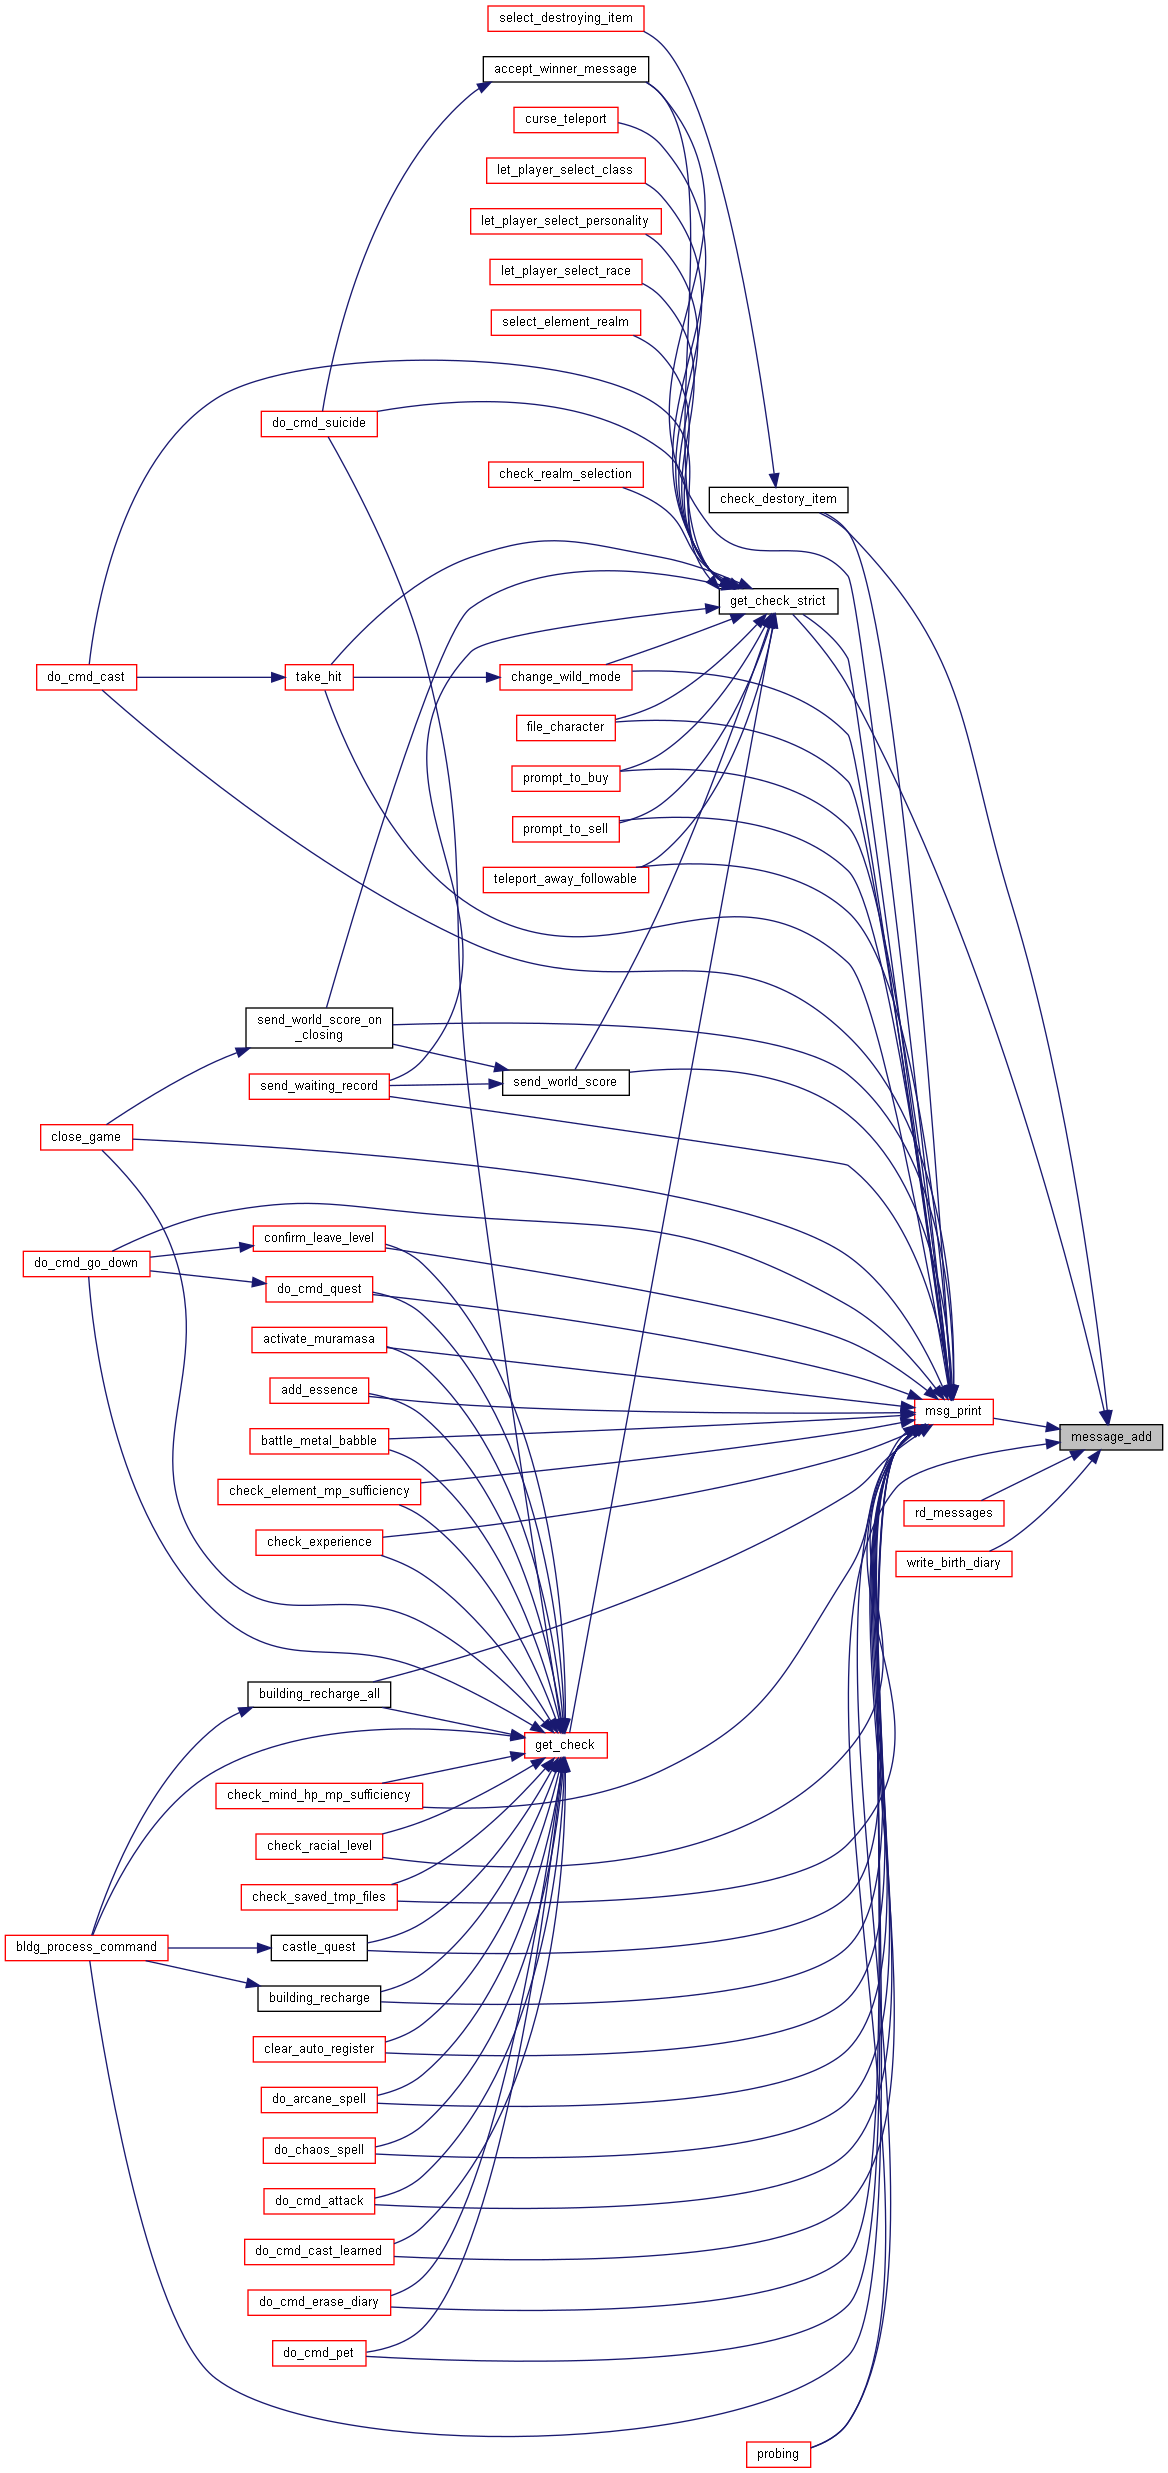 select_destroying_item
accept_winner_message
curse_teleport
let_player_select_class
let_player_select_personality
let_player_select_race
select_element_realm
do_cmd_suicide
check_realm_selection
check_destory_item
get_check_strict
do_cmd_cast
take_hit
change_wild_mode
file_character
prompt_to_buy
prompt_to_sell
teleport_away_followable
send_world_score_on
_closing
send_world_score
send_waiting_record
close_game
confirm_leave_level
do_cmd_go_down
do_cmd_quest
activate_muramasa
add_essence
msg_print
message_add
battle_metal_babble
check_element_mp_sufficiency
rd_messages
check_experience
write_birth_diary
building_recharge_all
get_check
check_mind_hp_mp_sufficiency
check_racial_level
check_saved_tmp_files
bldg_process_command
castle_quest
building_recharge
clear_auto_register
do_arcane_spell
do_chaos_spell
do_cmd_attack
do_cmd_cast_learned
do_cmd_erase_diary
do_cmd_pet
probing